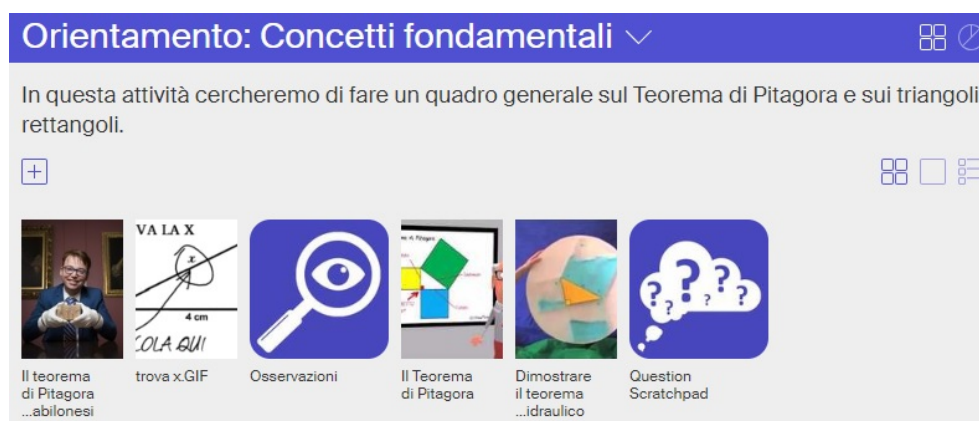 Orientamento: Concetti fondamentali
In questa attività cercheremo di fare un quadro generale sul Teorema di Pitagora e sui triangoli
rettangoli.
VA LA X
x
4 cm
COLA QUI
Il teorema
di Pitagora
...abilonesi
trova x.GIF
Osservazioni
Il Teorema
di Pitagora
Dimostrare
il teorema
...idraulico
Question
Scratchpad
? ? ? ? ? ?